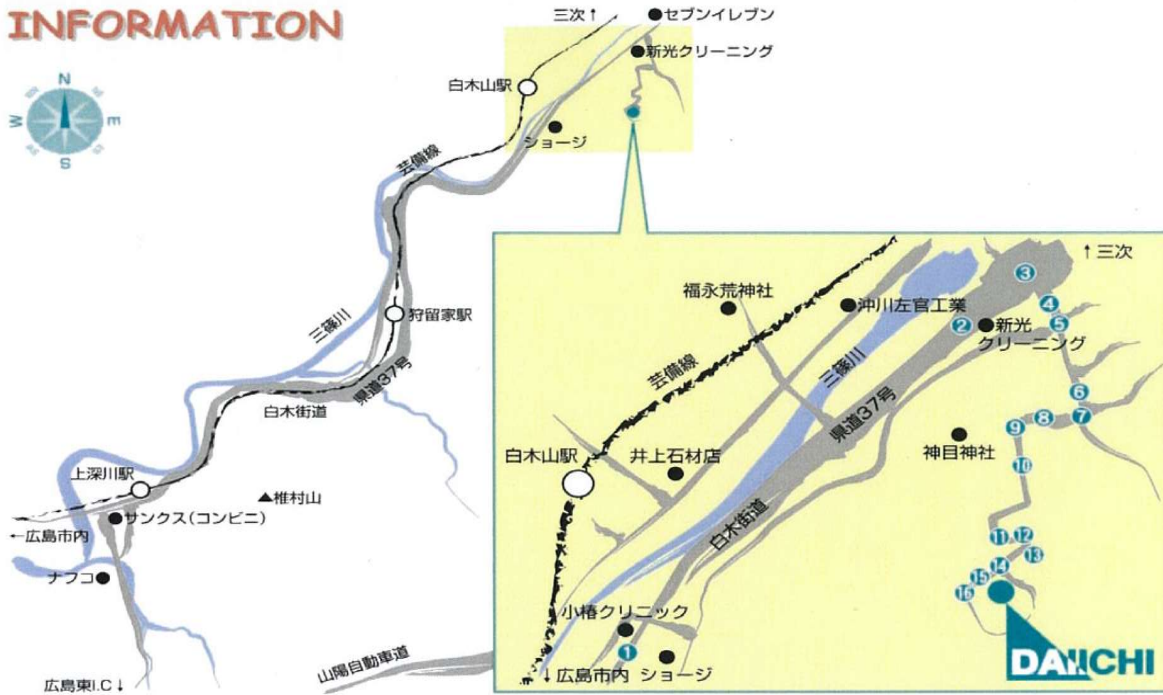 INFORMATION
三次↑
セブンイレブン
新光クリーニング
白木山駅
ショージ
N
W
E
S
芸備線
三篠川
狩留家駅
県道37号
白木街道
上深川駅
▲椎村山
サンクス(コンビニ)
←広島市内
ナフコ
広島東I.C↓
山陽自動車道
↑三次
福永荒神社
沖川左官工業
③
④
②
新光
クリーニング
⑤
芸備線
三篠川
県道37号
⑥
⑦
⑧
⑨
神目神社
白木山駅
井上石材店
⑩
白木街道
⑪
⑫
⑬
⑭
⑮
⑯
小椿クリニック
①
↓広島市内
ショージ
DAIICHI